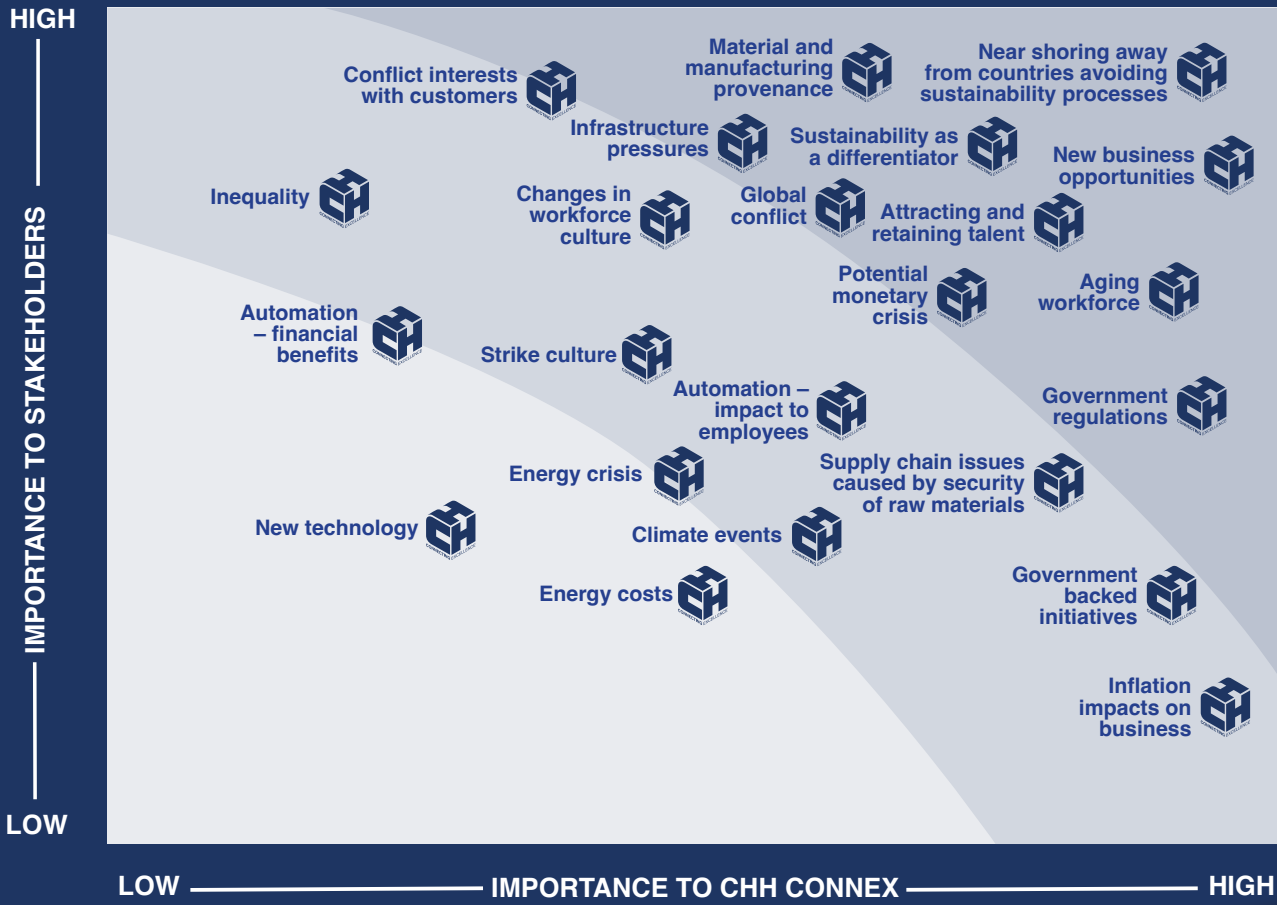 HIGH
IMPORTANCE TO STAKEHOLDERS
LOW
Conflict interests
with customers
Material and
manufacturing
provenance
Near shoring away
from countries avoiding
sustainability processes
Infrastructure
pressures
Sustainability as
a differentiator
New business
opportunities
Inequality
Changes in
workforce
culture
Global
conflict
Attracting and
retaining talent
Potential
monetary
crisis
Aging
workforce
Automation
– financial
benefits
Strike culture
Automation –
impact to
employees
Government
regulations
Energy crisis
Supply chain issues
caused by security
of raw materials
New technology
Climate events
Energy costs
Government
backed
initiatives
Inflation
impacts on
business
CHH
CONNECTING EXCELLENCE
LOW
IMPORTANCE TO CHH CONNEX
HIGH